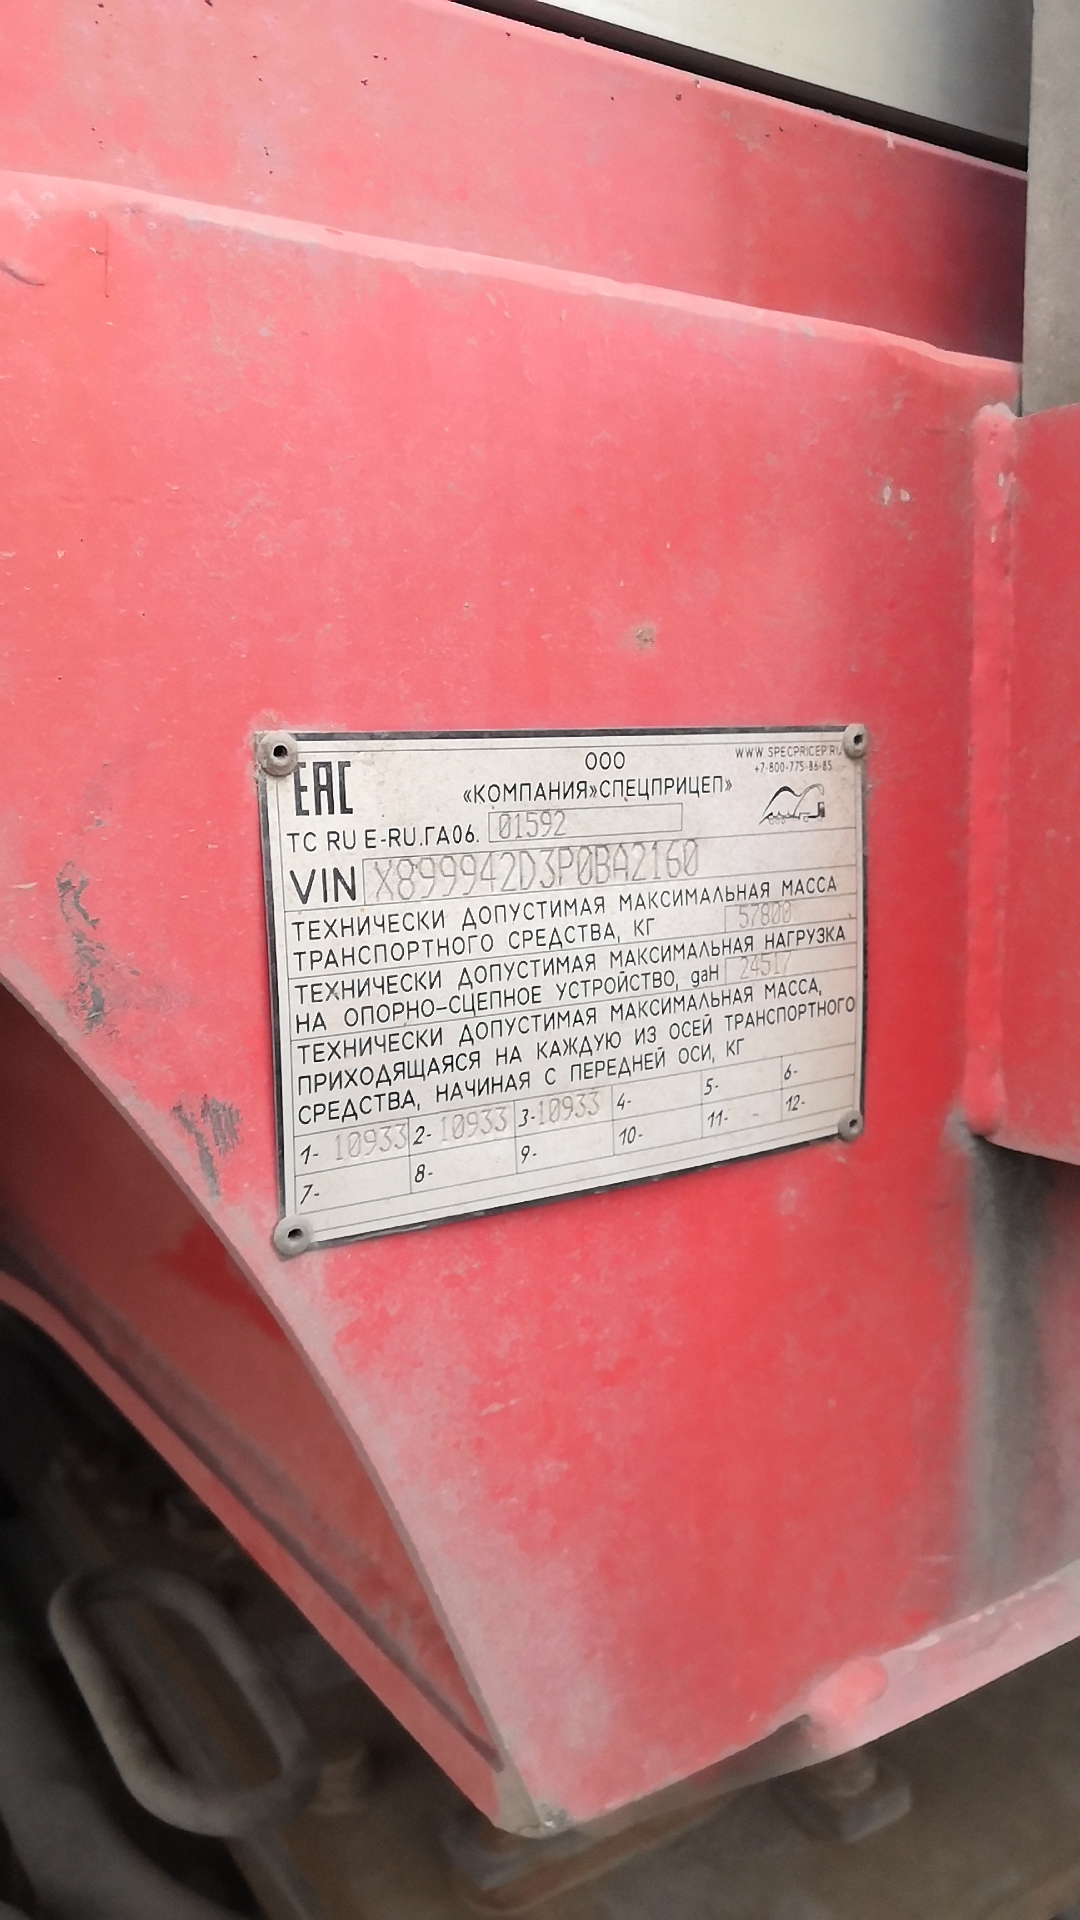 EAC
ООО
«КОМПАНИЯ»СПЕЦПРИЦЕП»
WWW.SPECPRICEP.RU
+7-800-775-86-85
ТС RU E-RU.ГА06. 01592
VIN X899942D3P0BA2160
ТЕХНИЧЕСКИ ДОПУСТИМАЯ МАКСИМАЛЬНАЯ МАССА
ТРАНСПОРТНОГО СРЕДСТВА, КГ 57800
ТЕХНИЧЕСКИ ДОПУСТИМАЯ МАКСИМАЛЬНАЯ НАГРУЗКА
НА ОПОРНО-СЦЕПНОЕ УСТРОЙСТВО, gaH 24517
ТЕХНИЧЕСКИ ДОПУСТИМАЯ МАКСИМАЛЬНАЯ МАССА,
ПРИХОДЯЩАЯСЯ НА КАЖДУЮ ИЗ ОСЕЙ ТРАНСПОРТНОГО
СРЕДСТВА, НАЧИНАЯ С ПЕРЕДНЕЙ ОСИ, КГ
1- 10933 2- 10933 3- 10933 4- 5- 6-
7- 8- 9- 10- 11- 12-